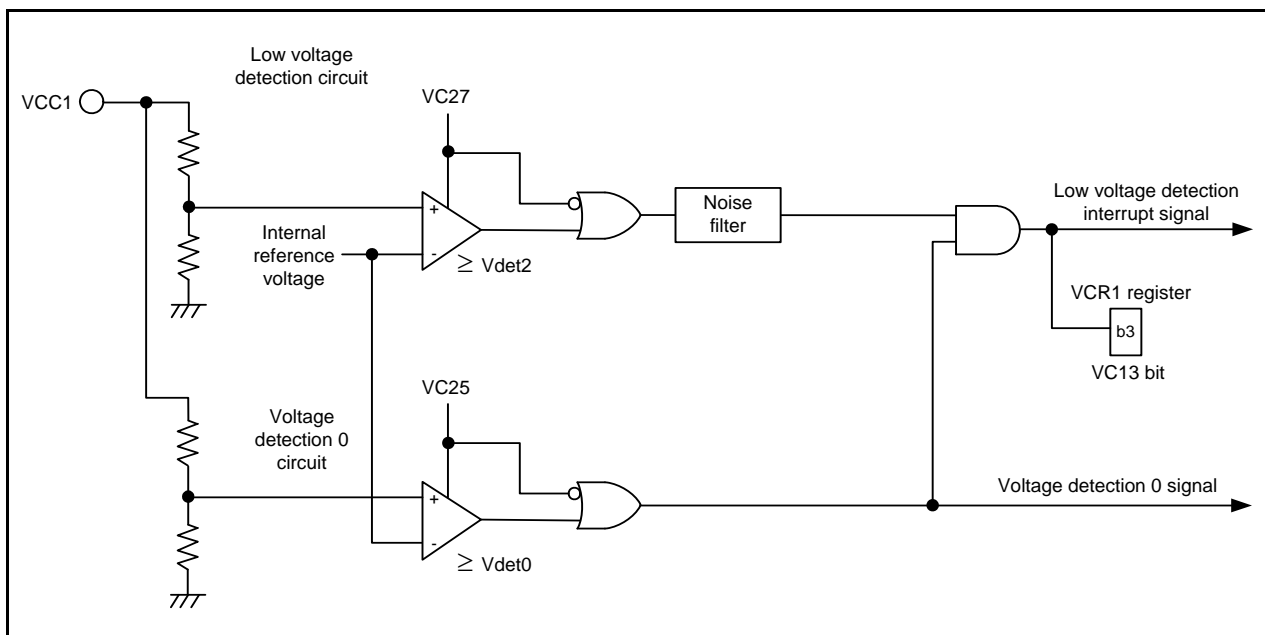 Low voltage
detection circuit
VCC1
VC27
+
-
≥ Vdet2
Internal
reference
voltage
Noise
filter
Low voltage detection
interrupt signal
VCR1 register
b3
VC13 bit
VC25
Voltage
detection 0
circuit
+
-
≥ Vdet0
Voltage detection 0 signal